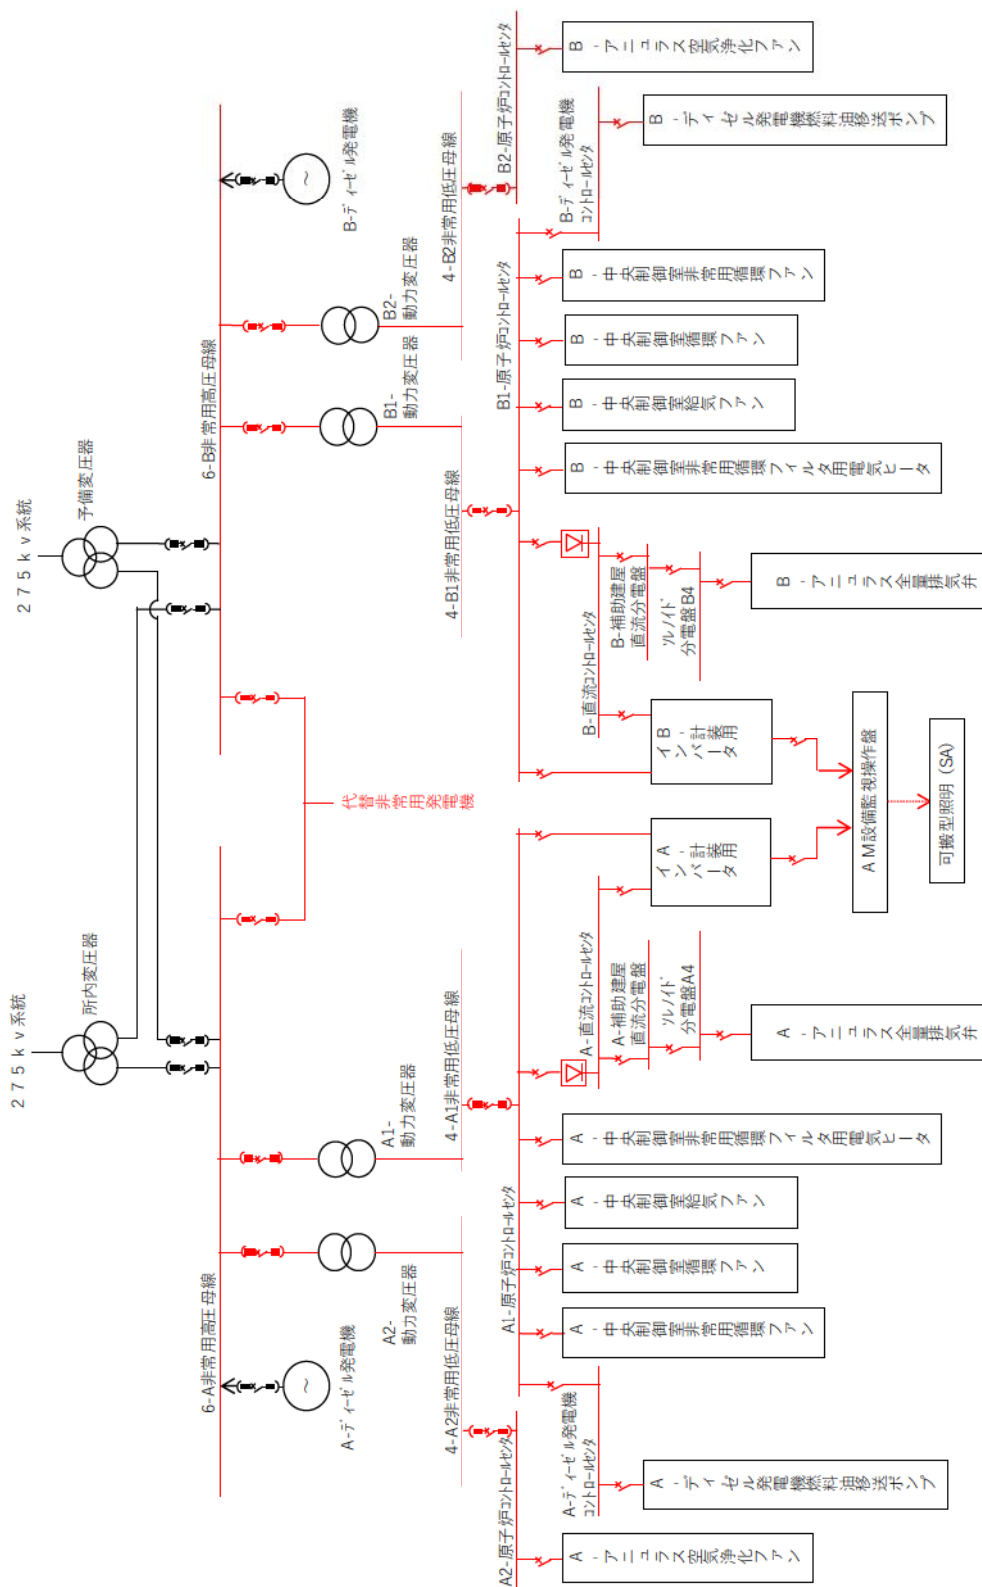 ２７５ｋｖ系統
２７５ｋｖ系統
所内変圧器
予備変圧器
6-A非常用高圧母線
6-B非常用高圧母線
A-ディーゼル発電機
代替非常用発電機
B-ディーゼル発電機
A2-
動力変圧器
A1-
動力変圧器
B1-
動力変圧器
B2-
動力変圧器
4-A2非常用低圧母線
4-A1非常用低圧母線
4-B1非常用低圧母線
4-B2非常用低圧母線
A2-原子炉コントロールセンタ
A1-原子炉コントロールセンタ
B1-原子炉コントロールセンタ
B2-原子炉コントロールセンタ
A-ディーゼル発電機
コントロールセンタ
A-直流コントロールセンタ
B-直流コントロールセンタ
B-ディーゼル発電機
コントロールセンタ
A-補助建屋
直流分電盤
B-補助建屋
直流分電盤
ソレノイド
分電盤A4
ソレノイド
分電盤B4
A-アニュラス空気浄化ファン
A-ディゼル発電機燃料油移送ポンプ
A-中央制御室非常用循環ファン
A-中央制御室循環ファン
A-中央制御室給気ファン
A-中央制御室非常用循環フィルタ用電気ヒータ
A-アニュラス全量排気弁
A-計装用
インバータ
B-計装用
インバータ
B-アニュラス全量排気弁
B-中央制御室非常用循環フィルタ用電気ヒータ
B-中央制御室給気ファン
B-中央制御室循環ファン
B-中央制御室非常用循環ファン
B-ディゼル発電機燃料油移送ポンプ
B-アニュラス空気浄化ファン
ＡＭ設備監視操作盤
可搬型照明（SA）